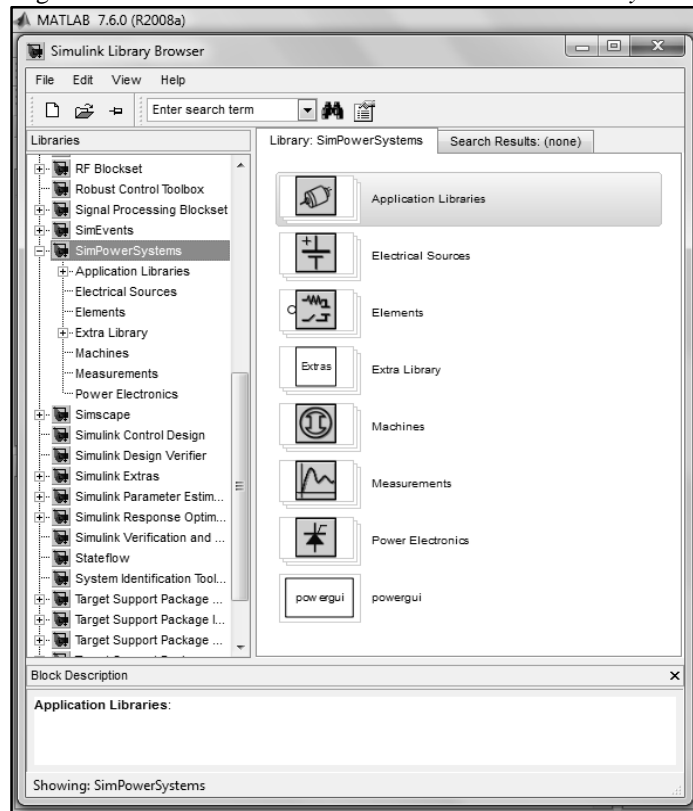 MATLAB 7.6.0 (R2008a)
Simulink Library Browser
File Edit View Help
Enter search term
Libraries
Library: SimPowerSystems
Search Results: (none)
RF Blockset
Robust Control Toolbox
Signal Processing Blockset
SimEvents
SimPowerSystems
Application Libraries
Electrical Sources
Elements
Extra Library
Machines
Measurements
Power Electronics
Simscape
Simulink Control Design
Simulink Design Verifier
Simulink Extras
Simulink Parameter Estim...
Simulink Response Optim...
Simulink Verification and ...
Stateflow
System Identification Tool...
Target Support Package ...
Target Support Package I...
Target Support Package ...
Application Libraries
Electrical Sources
Elements
Extras
Extra Library
Machines
Measurements
Power Electronics
powergui
powergui
Block Description
Application Libraries:
Showing: SimPowerSystems